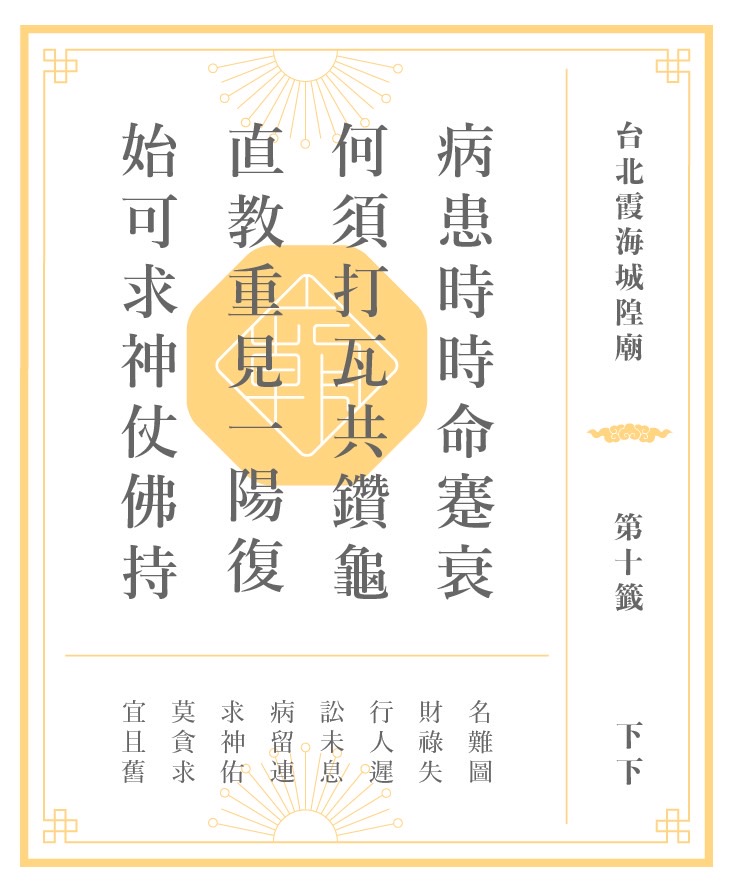 台北霞海城隍廟
第十籤
下下
病患時時命蹇衰
何須打瓦共鑽龜
直教重見一陽復
始可求神仗佛持
名難圖
財祿失
行人遲
訟未息
病留連
求神佑
莫貪求
宜且舊